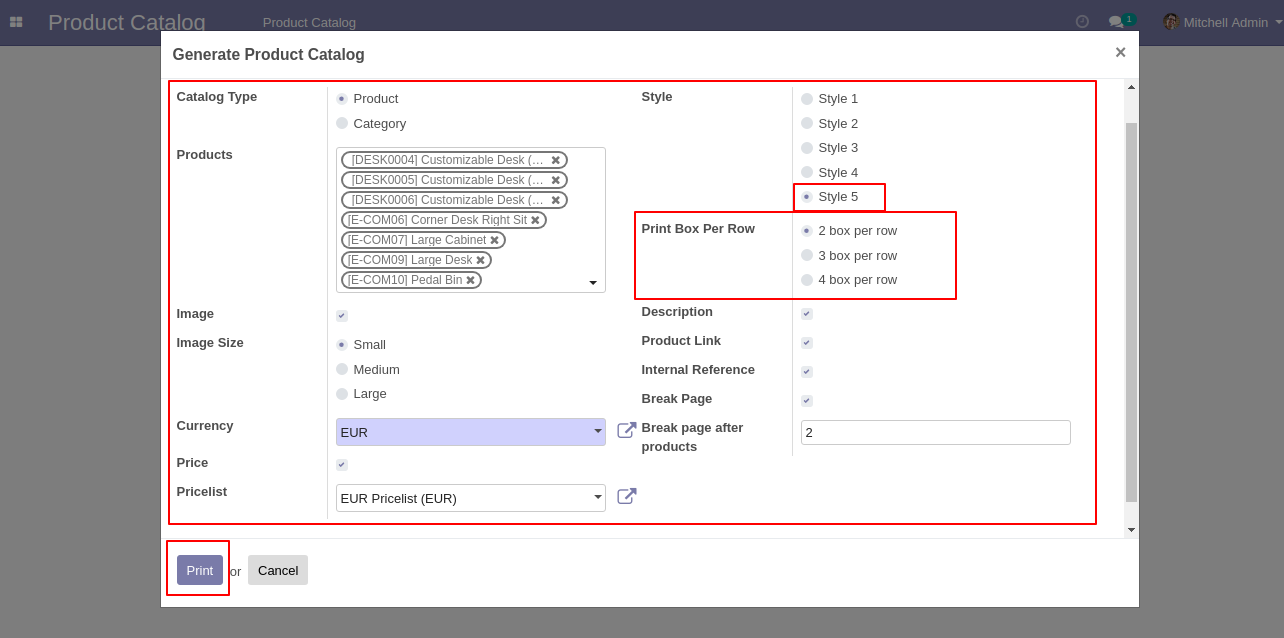 Product Catalog
Product Catalog
1
Mitchell Admin
Generate Product Catalog
×
Catalog Type
Product
Category
Products
[DESK0004] Customizable Desk (...
[DESK0005] Customizable Desk (...
[DESK0006] Customizable Desk (...
[E-COM06] Corner Desk Right Sit
[E-COM07] Large Cabinet
[E-COM09] Large Desk
[E-COM10] Pedal Bin
Image
Image Size
Small
Medium
Large
Currency
EUR
Price
Pricelist
EUR Pricelist (EUR)
Style
Style 1
Style 2
Style 3
Style 4
Style 5
Print Box Per Row
2 box per row
3 box per row
4 box per row
Description
Product Link
Internal Reference
Break Page
Break page after
products
2
Print or Cancel